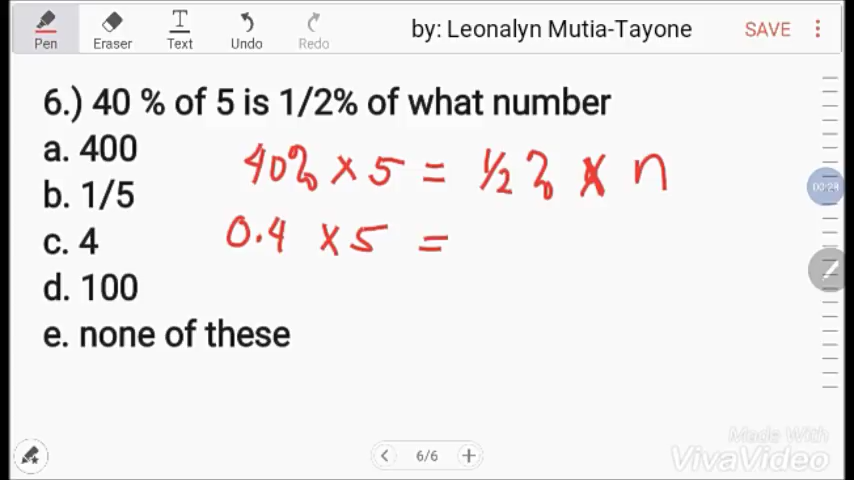 Pen Eraser Text Undo Redo by: Leonalyn Mutia-Tayone SAVE
6.) 40 % of 5 is 1/2% of what number
a. 400
40% × 5 = 1/2 % × n
b. 1/5
00:28
0.4 × 5 =
c. 4
d. 100
e. none of these
6/6
Made With
VivaVideo